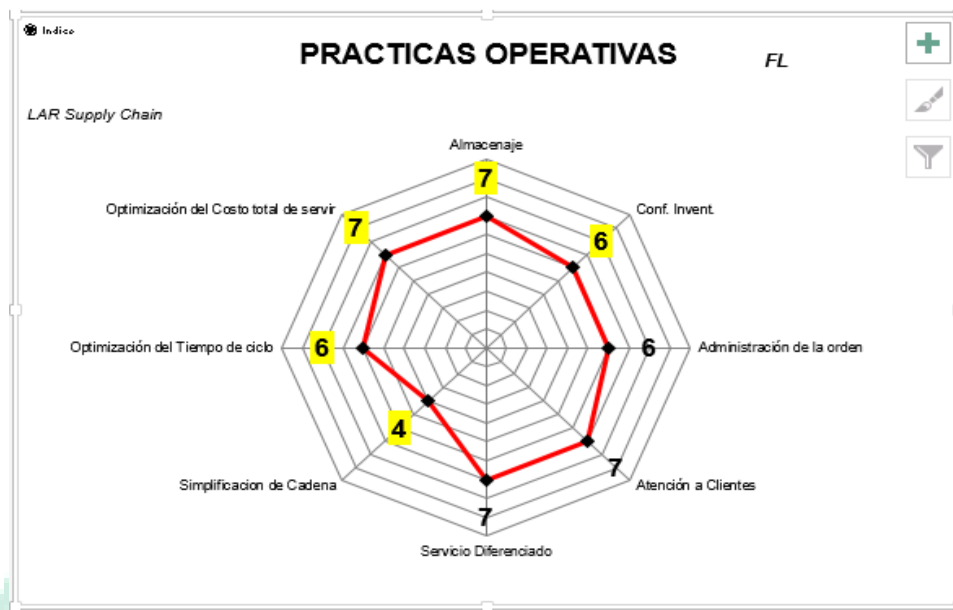 Indice
PRACTICAS OPERATIVAS
FL
LAR Supply Chain
Almacenaje
7
Optimización del Costo total de servir
7
Conf. Invent.
6
Optimización del Tiempo de ciclo
6
6
Administración de la orden
4
7
Simplificacion de Cadena
Atención a Clientes
7
Servicio Diferenciado